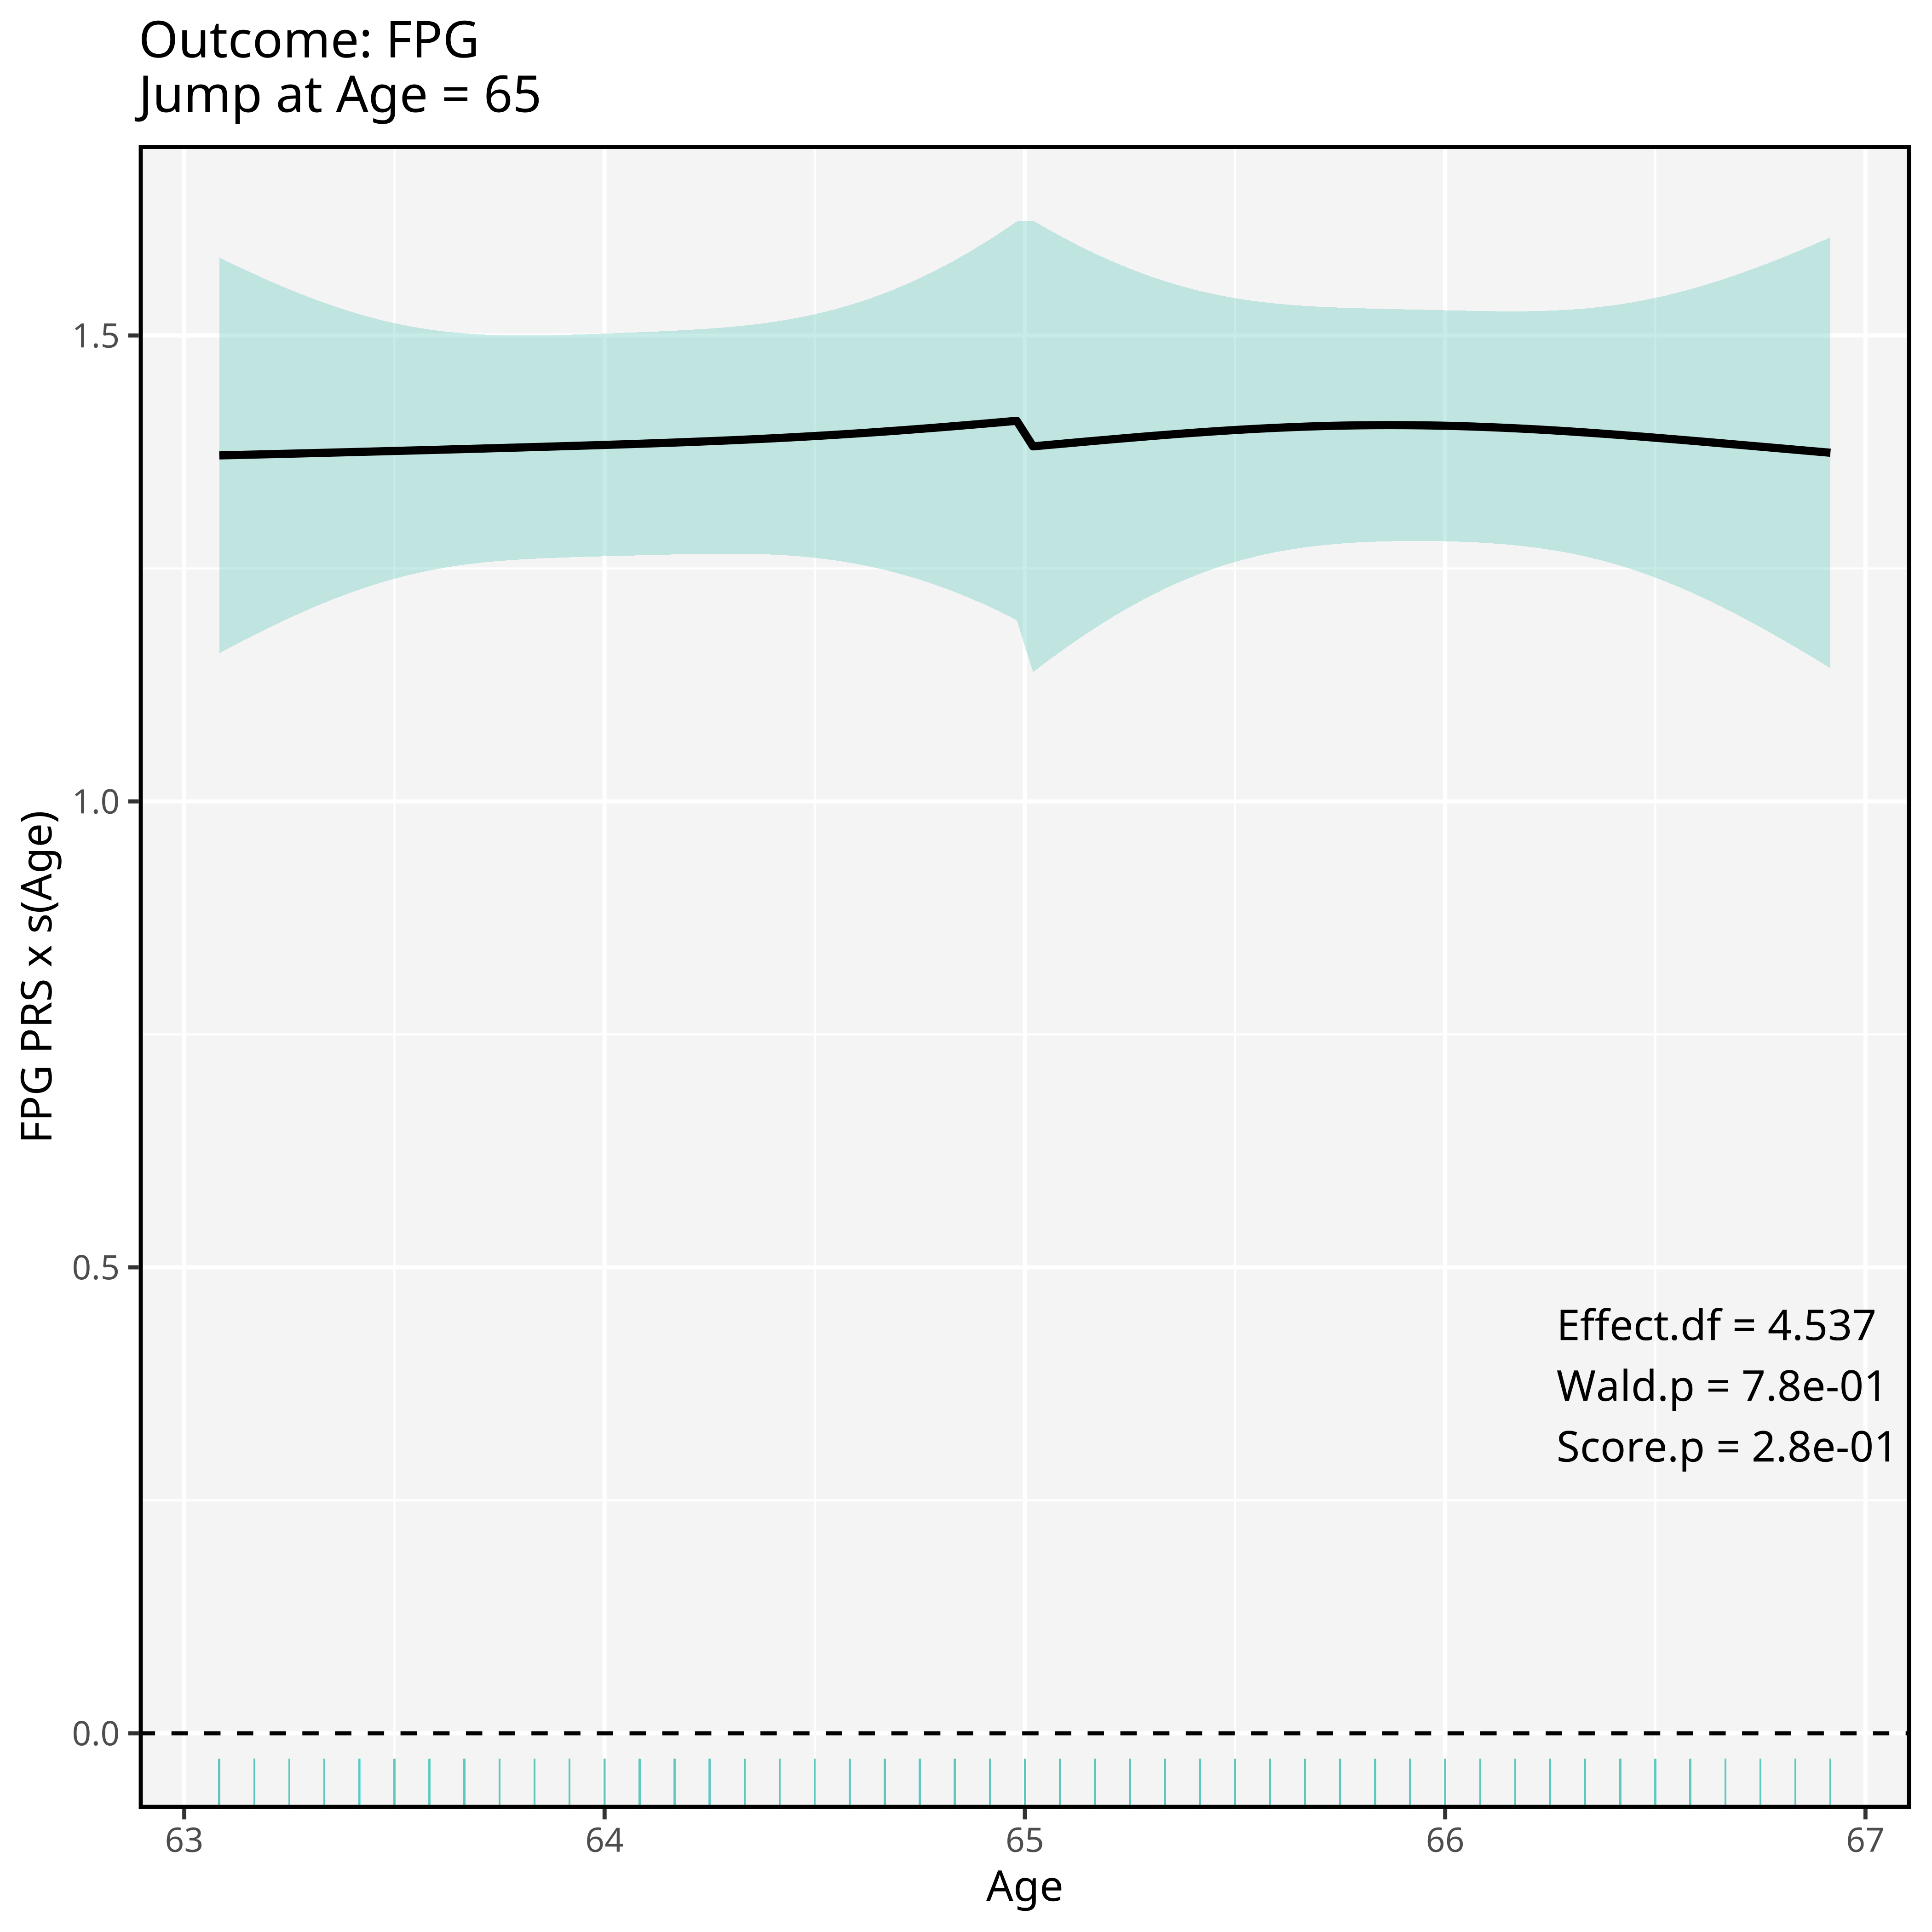 Outcome: FPG
Jump at Age = 65
FPG PRS x s(Age)
1.5
1.0
0.5
0.0
Effect.df = 4.537
Wald.p = 7.8e-01
Score.p = 2.8e-01
63 64 65 66 67
Age